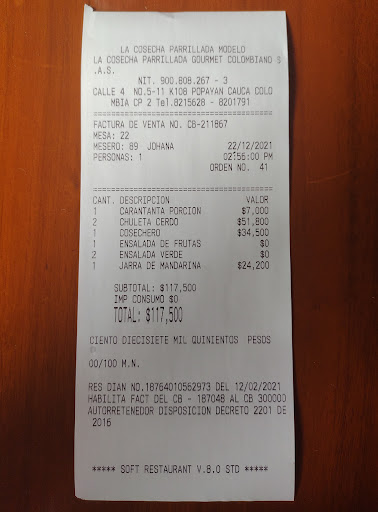 LA COSECHA PARRILLADA MODELO
LA COSECHA PARRILLADA GOURMET COLOMBIANO S
.A.S.
NIT. 900.808.267 - 3
CALLE 4 NO.5-11 K108 POPAYAN CAUCA COLO
MBIA CP 2 Tel.8215628 - 8201791
FACTURA DE VENTA NO. CB-211867
MESA: 22
MESERO: 89 JOHANA 22/12/2021
PERSONAS: 1 02:56:00 PM
ORDEN NO. 41
CANT. DESCRIPCION VALOR
1 CARANTANTA PORCION $7,000
2 CHULETA CERDO $51,800
1 COSECHERO $34,500
1 ENSALADA DE FRUTAS $0
2 ENSALADA VERDE $0
1 JARRA DE MANDARINA $24,200
SUBTOTAL: $117,500
IMP CONSUMO $0
TOTAL: $117,500
CIENTO DIECISIETE MIL QUINIENTOS PESOS
00/100 M.N.
RES DIAN NO.18764010562973 DEL 12/02/2021
HABILITA FACT DEL CB - 187048 AL CB 300000
AUTORRETENEDOR DISPOSICION DECRETO 2201 DE
2016
***** SOFT RESTAURANT V.8.0 STD *****